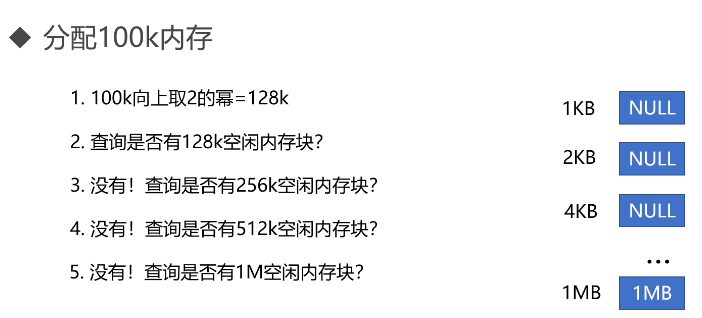 ◆ 分配100k内存
1. 100k向上取2的幂=128k
2. 查询是否有128k空闲内存块?
3. 没有！查询是否有256k空闲内存块?
4. 没有！查询是否有512k空闲内存块?
5. 没有！查询是否有1M空闲内存块?
1KB NULL
2KB NULL
4KB NULL
...
1MB 1MB